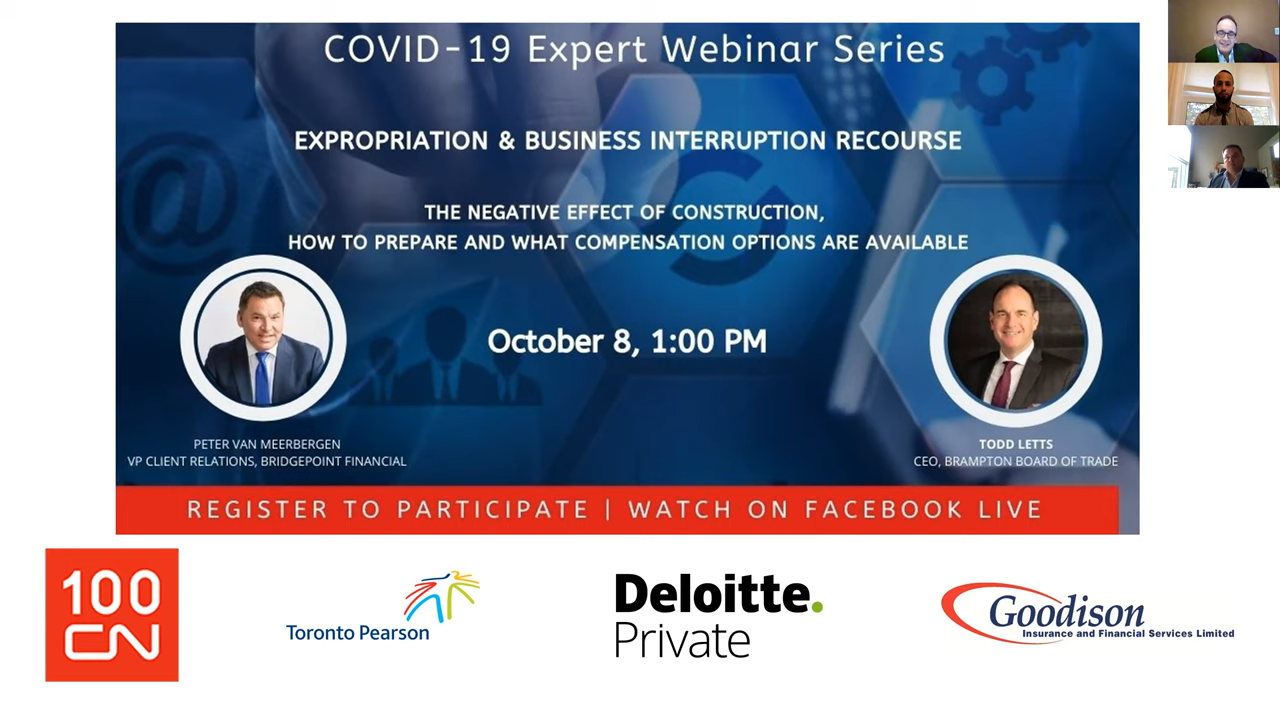 COVID-19 Expert Webinar Series
EXPROPRIATION & BUSINESS INTERRUPTION RECOURSE
THE NEGATIVE EFFECT OF CONSTRUCTION,
HOW TO PREPARE AND WHAT COMPENSATION OPTIONS ARE AVAILABLE
October 8, 1:00 PM
PETER VAN MEERBERGEN
VP CLIENT RELATIONS, BRIDGEPOINT FINANCIAL
TODD LETTS
CEO, BRAMPTON BOARD OF TRADE
REGISTER TO PARTICIPATE | WATCH ON FACEBOOK LIVE
100
CN
Toronto Pearson
Deloitte.
Private
Goodison
Insurance and Financial Services Limited